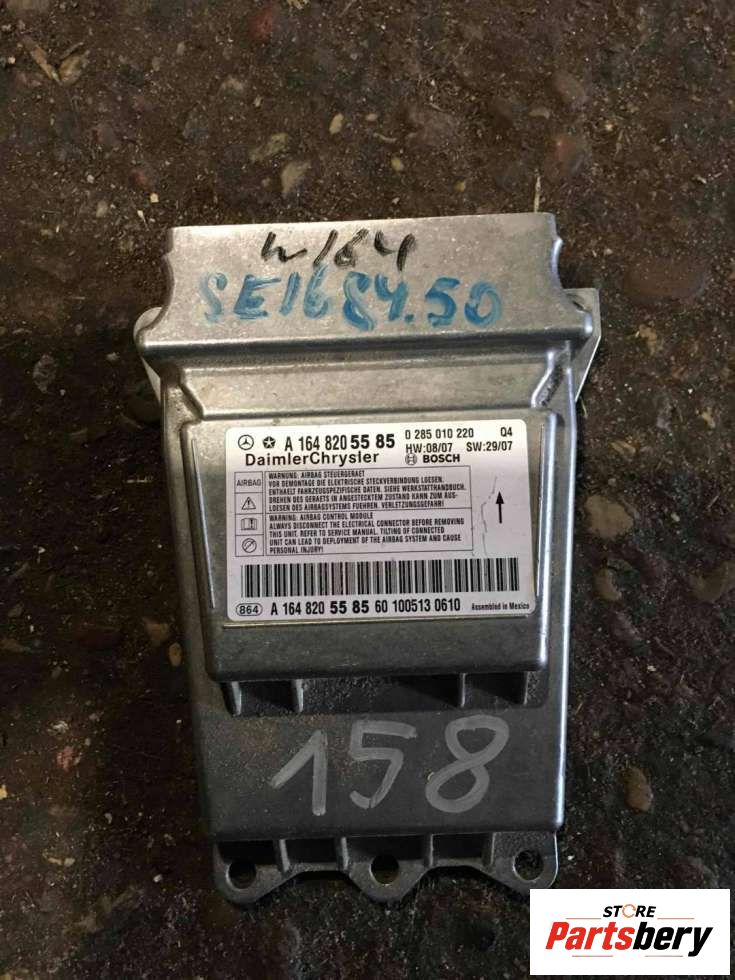 W164
SE1684.50
A 164 820 55 85 0 285 010 220 Q4
DaimlerChrysler HW:08/07 SW:29/07
BOSCH
AIRBAG
WARNUNG: AIRBAG STEUERGERAET
VOR DEMONTAGE DIE ELEKTRISCHE STECKVERBINDUNG LOESEN.
ENTHAELT FAHRZEUGSPEZIFISCHE DATEN. SIEHE WERKSTATTHANDBUCH.
DREHEN DES GERAETS IN ANGESTECKTEM ZUSTAND KANN ZUM AUS-
LOESEN DES AIRBAGSYSTEMS FUEHREN. VERLETZUNGSGEFAHR!
WARNING: AIRBAG CONTROL MODULE
ALWAYS DISCONNECT THE ELECTRICAL CONNECTOR BEFORE REMOVING
THIS UNIT. REFER TO SERVICE MANUAL. TILTING OF CONNECTED
UNIT CAN LEAD TO DEPLOYMENT OF THE AIRBAG SYSTEM AND CAUSE
PERSONAL INJURY!
864 A 164 820 55 85 60 100513 0610 Assembled in Mexico
158
STORE
Partsbery